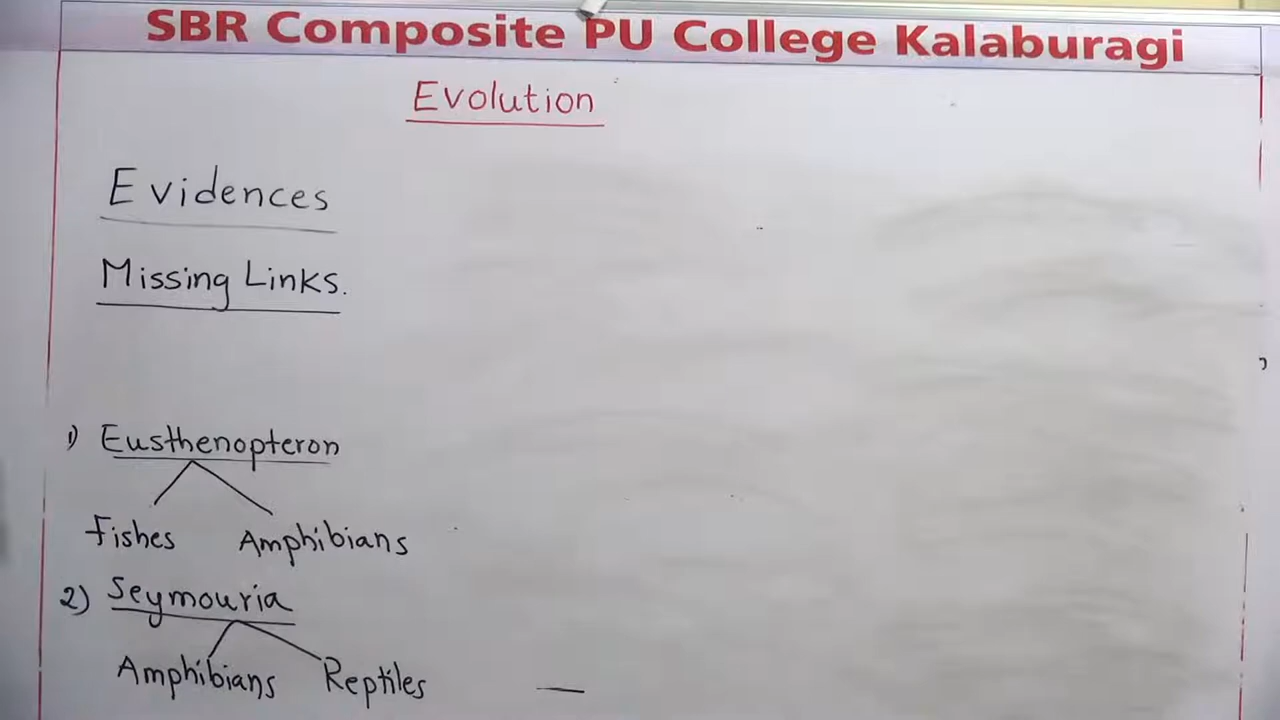 SBR Composite PU College Kalaburagi
Evolution
Evidences
Missing Links.
1) Eusthenopteron
Fishes Amphibians
2) Seymouria
Amphibians Reptiles